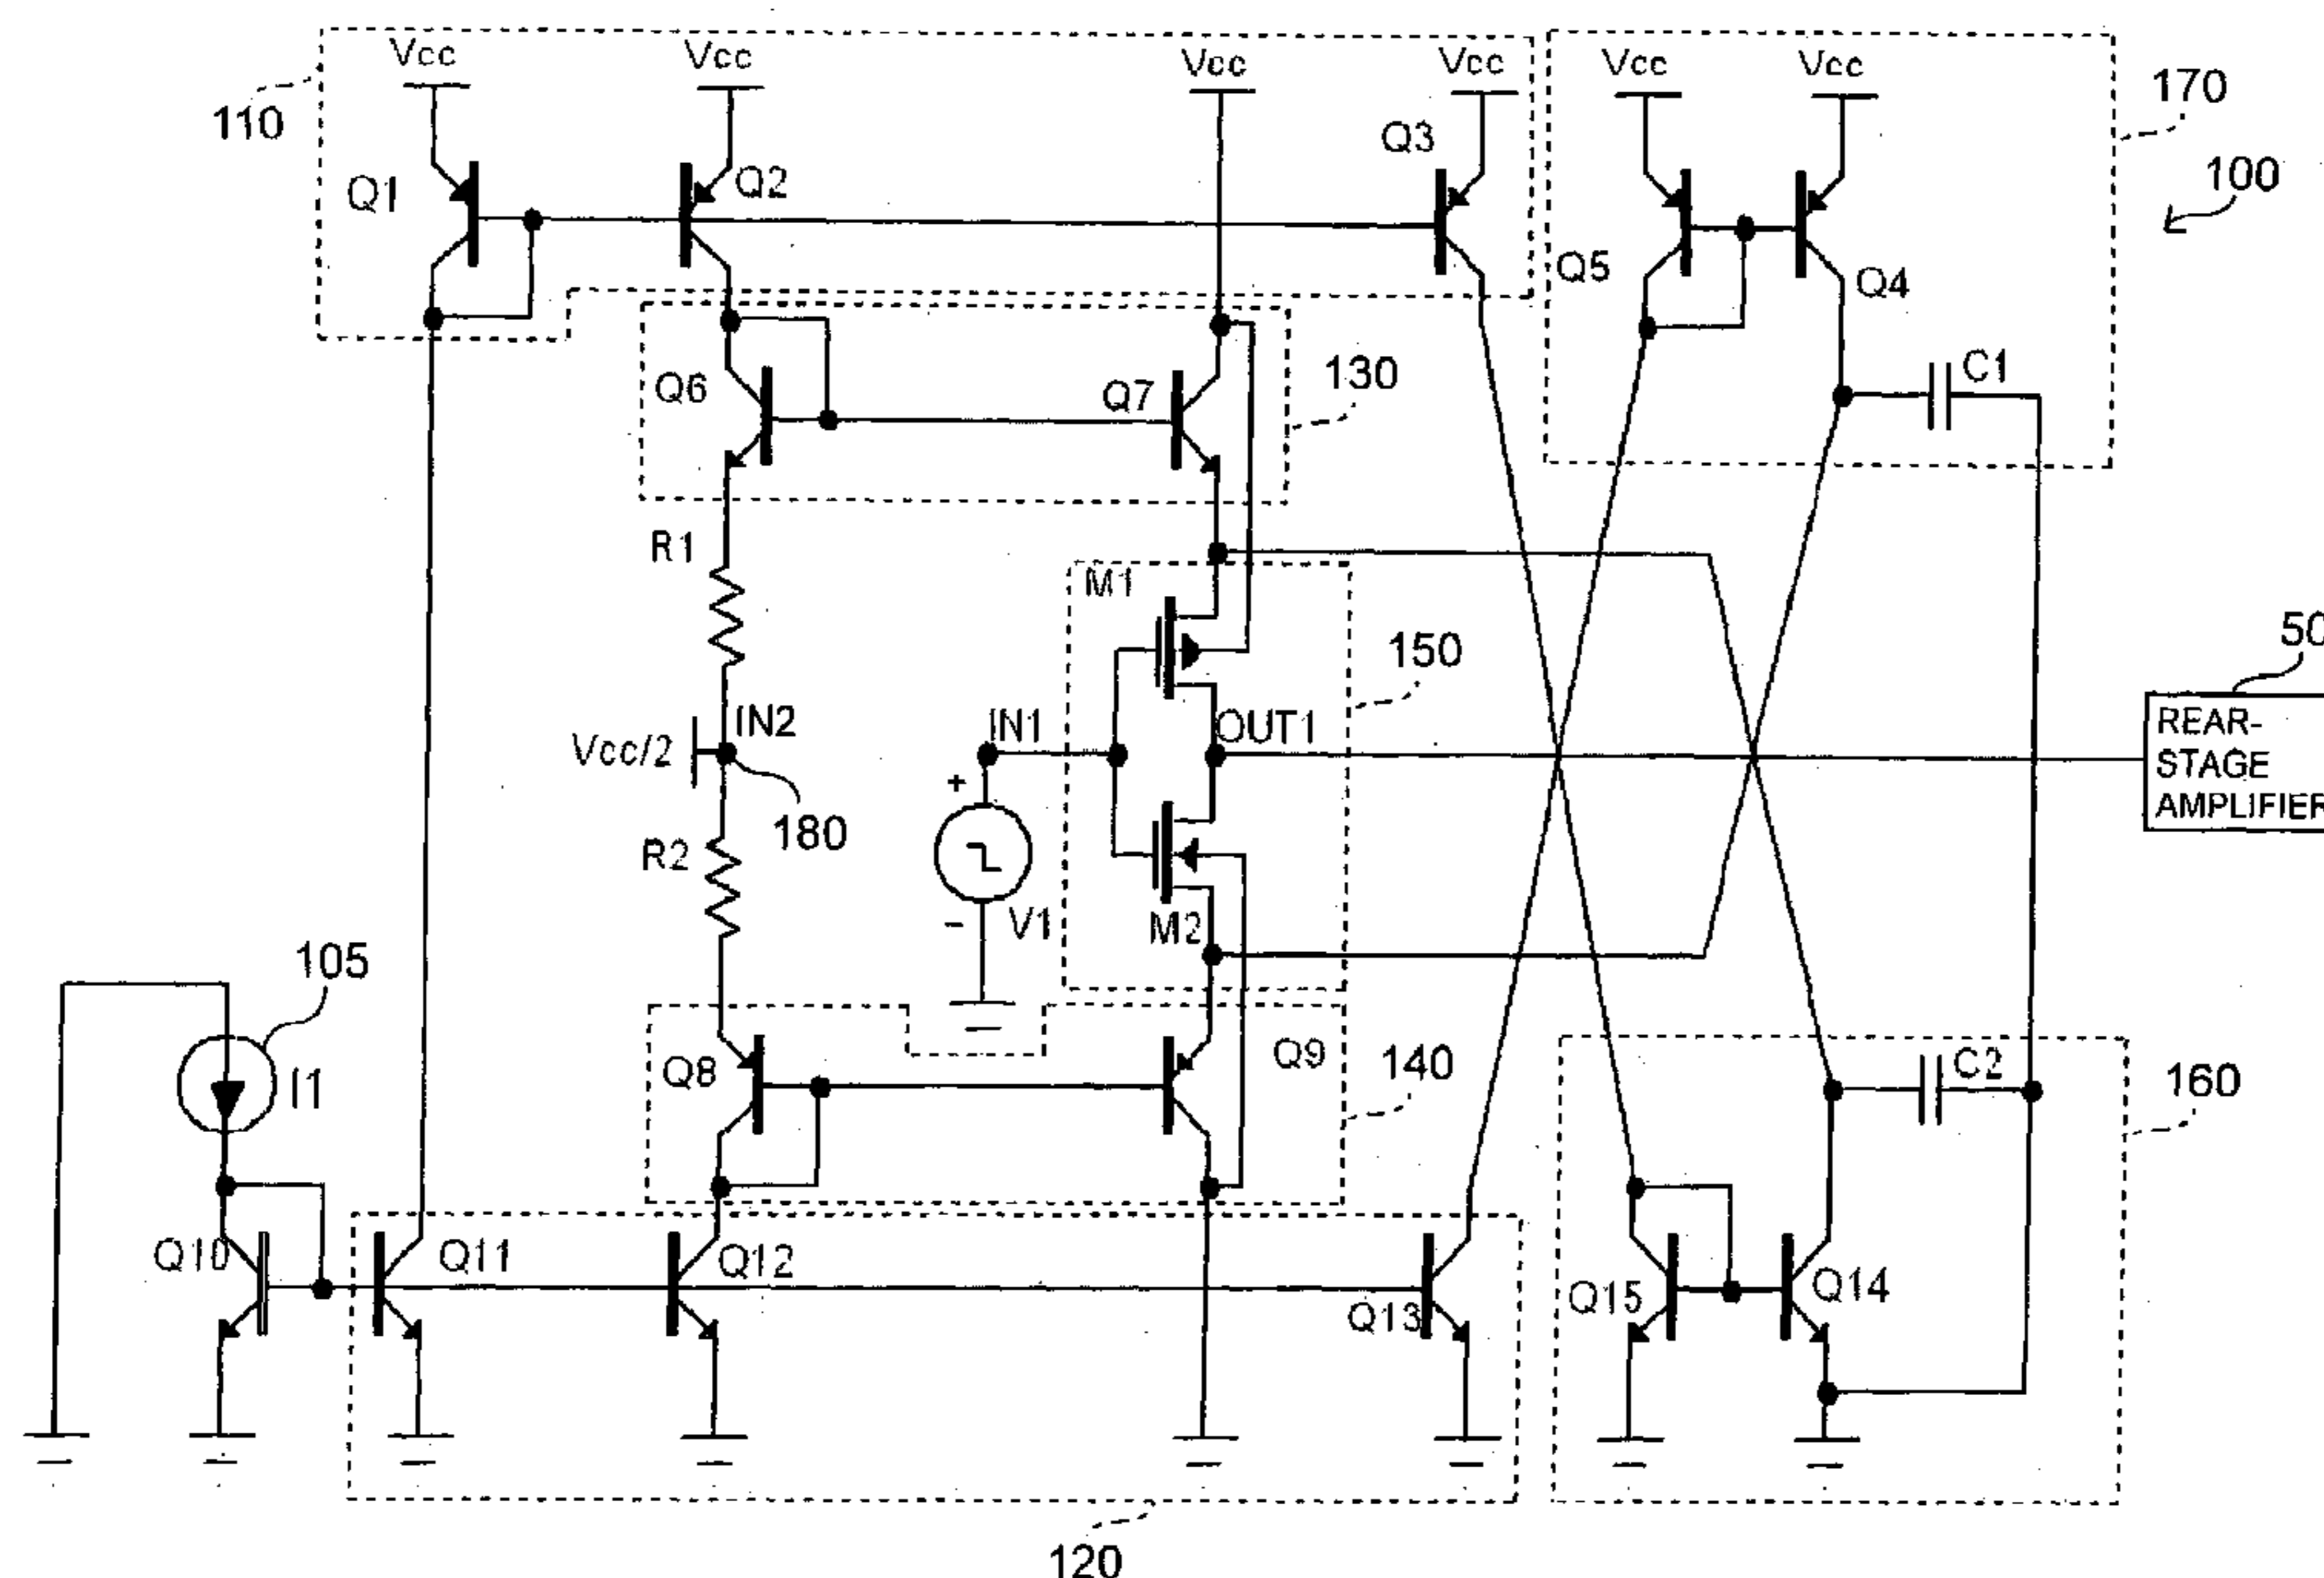 Vcc
Vcc
Vcc
Vcc
Vcc
Vcc
170
110
Q3
100
Q1
Q2
Q5
Q4
C1
Q6
Q7
130
R1
M1
50
150
IN2
IN1
OUT1
REAR-
STAGE
AMPLIFIER
Vcc/2
+
180
R2
-
V1
M2
105
Q8
Q9
140
C2
160
I1
Q10
Q11
Q12
Q13
Q15
Q14
120